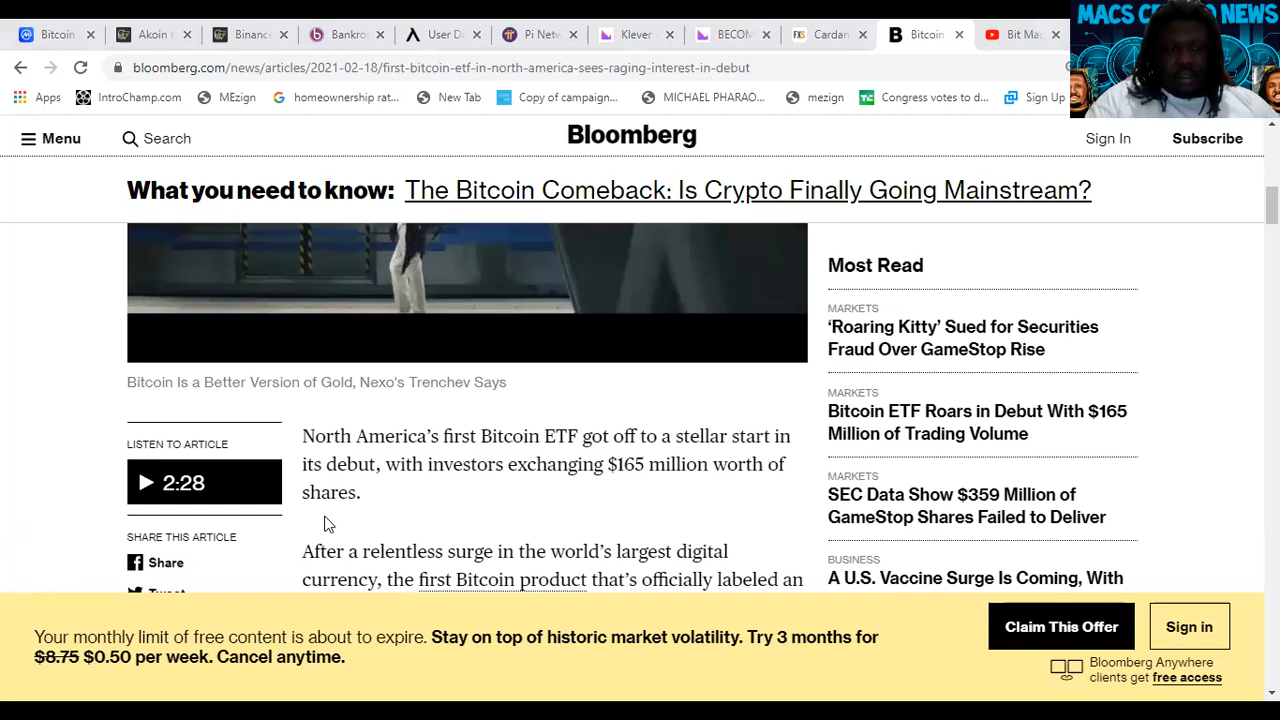 Bitcoin
Akoin r
Binanc
Bankro
User Da
Pi Netw
Klever
BECOM
Cardan
Bitcoin
Bit Ma
MACS CRYPTO NEWS
bloomberg.com/news/articles/2021-02-18/first-bitcoin-etf-in-north-america-sees-raging-interest-in-debut
Apps
IntroChamp.com
MEzign
homeownership rat...
New Tab
Copy of campaign...
MICHAEL PHARAO...
mezign
Congress votes to d...
Sign Up
Menu
Search
Bloomberg
Sign In
Subscribe
What you need to know: The Bitcoin Comeback: Is Crypto Finally Going Mainstream?
Bitcoin Is a Better Version of Gold, Nexo's Trenchev Says
LISTEN TO ARTICLE
2:28
SHARE THIS ARTICLE
Share
Tweet
North America's first Bitcoin ETF got off to a stellar start in
its debut, with investors exchanging $165 million worth of
shares.
After a relentless surge in the world's largest digital
currency, the first Bitcoin product that's officially labeled an
Most Read
MARKETS
'Roaring Kitty' Sued for Securities
Fraud Over GameStop Rise
MARKETS
Bitcoin ETF Roars in Debut With $165
Million of Trading Volume
MARKETS
SEC Data Show $359 Million of
GameStop Shares Failed to Deliver
BUSINESS
A U.S. Vaccine Surge Is Coming, With
Your monthly limit of free content is about to expire. Stay on top of historic market volatility. Try 3 months for
$8.75 $0.50 per week. Cancel anytime.
Claim This Offer
Sign in
Bloomberg Anywhere
clients get free access